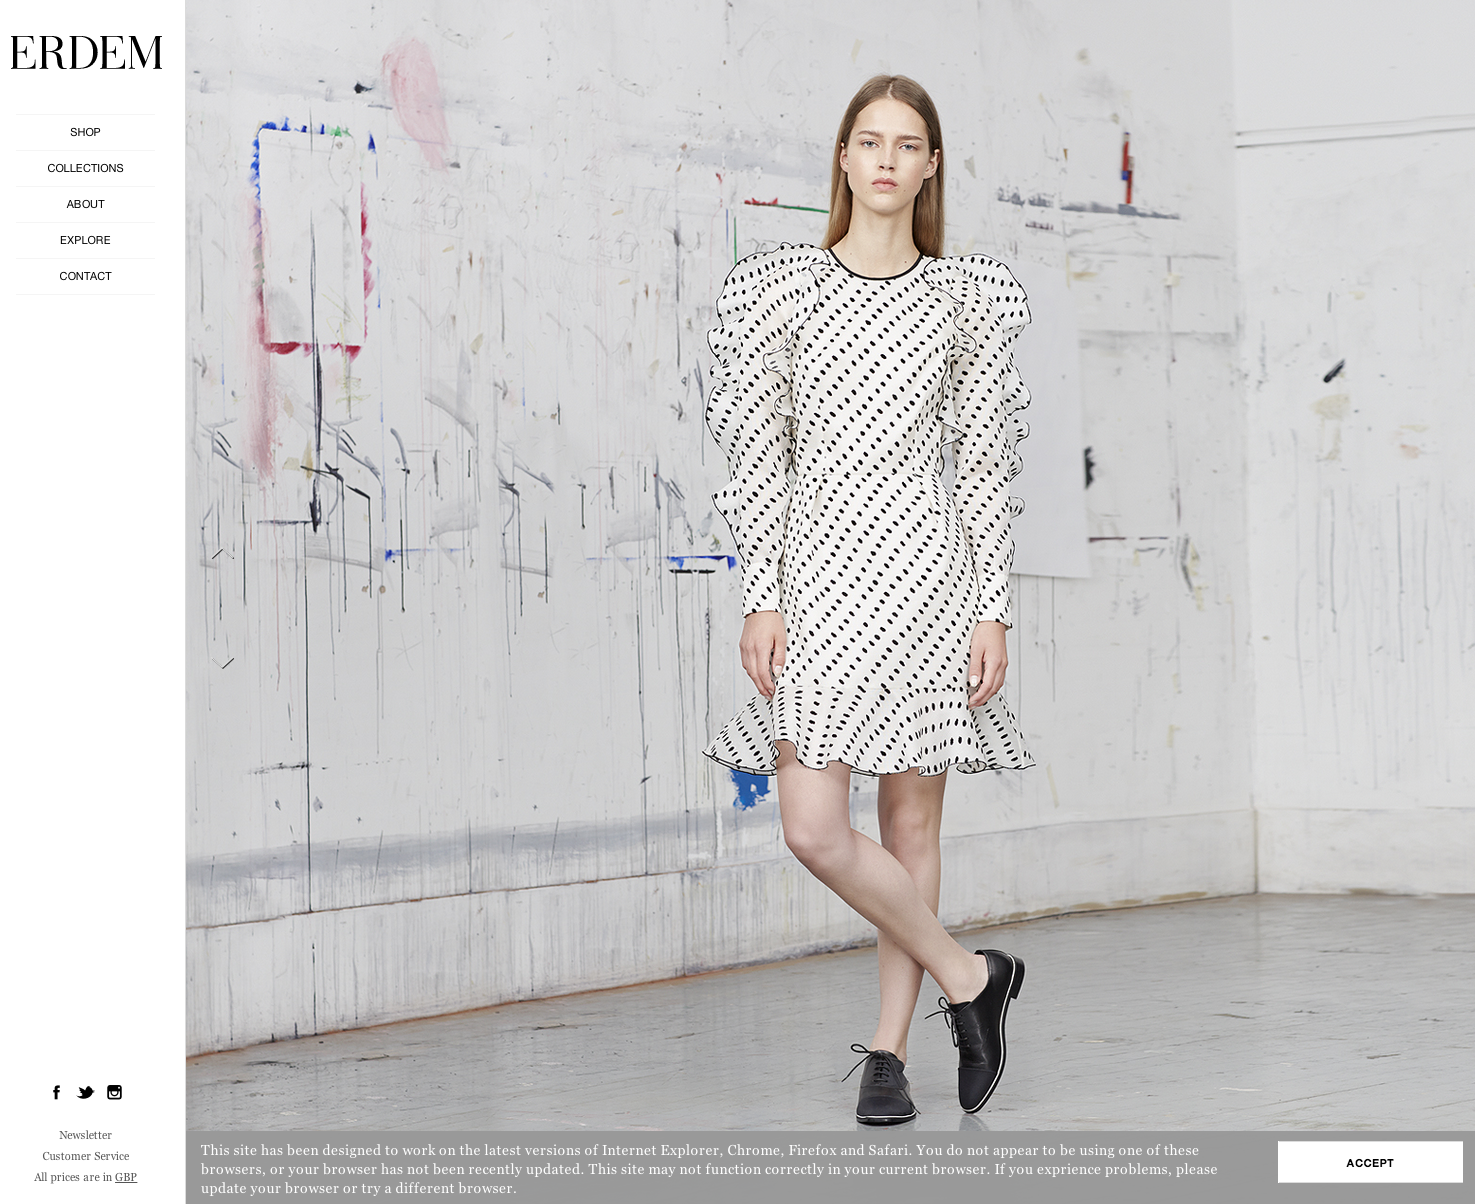 ERDEM
SHOP
COLLECTIONS
ABOUT
EXPLORE
CONTACT
Newsletter
Customer Service
All prices are in GBP
This site has been designed to work on the latest versions of Internet Explorer, Chrome, Firefox and Safari. You do not appear to be using one of these
browsers, or your browser has not been recently updated. This site may not function correctly in your current browser. If you exprience problems, please
update your browser or try a different browser.
ACCEPT